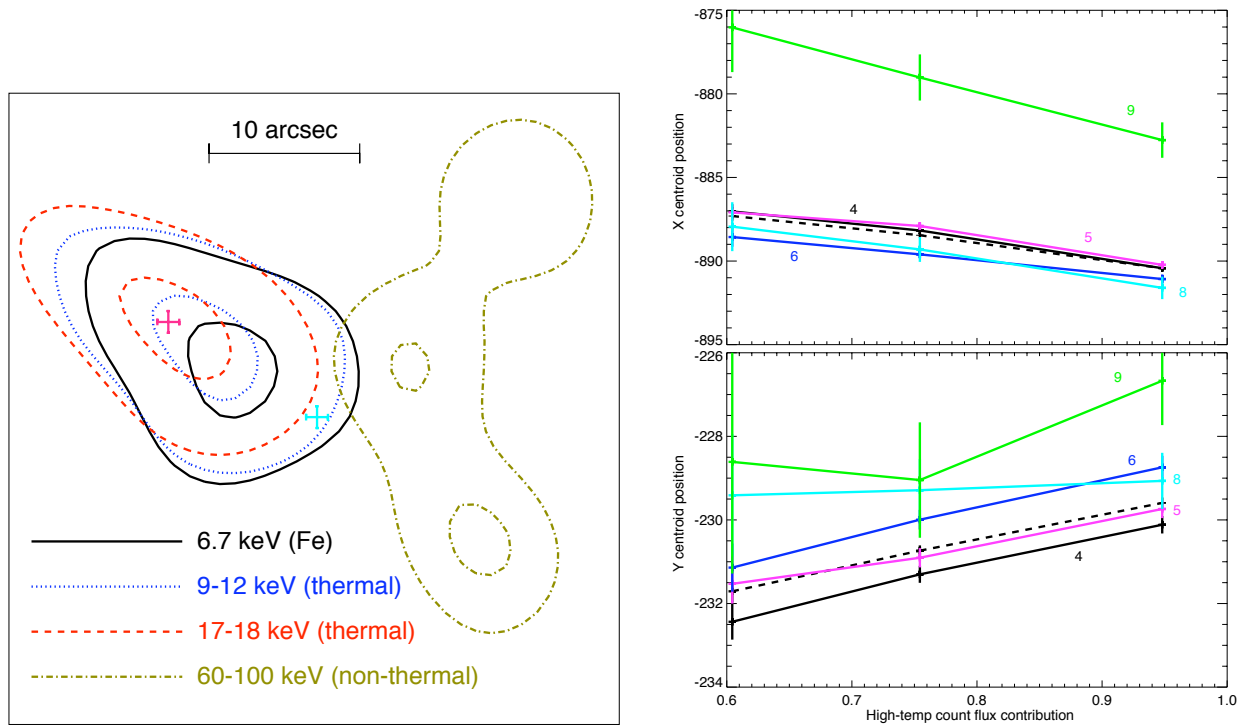 10 arcsec
6.7 keV (Fe)
9-12 keV (thermal)
17-18 keV (thermal)
60-100 keV (non-thermal)
-875
-880
-885
-890
-895
X centroid position
9
4
5
6
8
-226
-228
-230
-232
-234
Y centroid position
9
6
8
5
4
0.6 0.7 0.8 0.9 1.0
High-temp count flux contribution